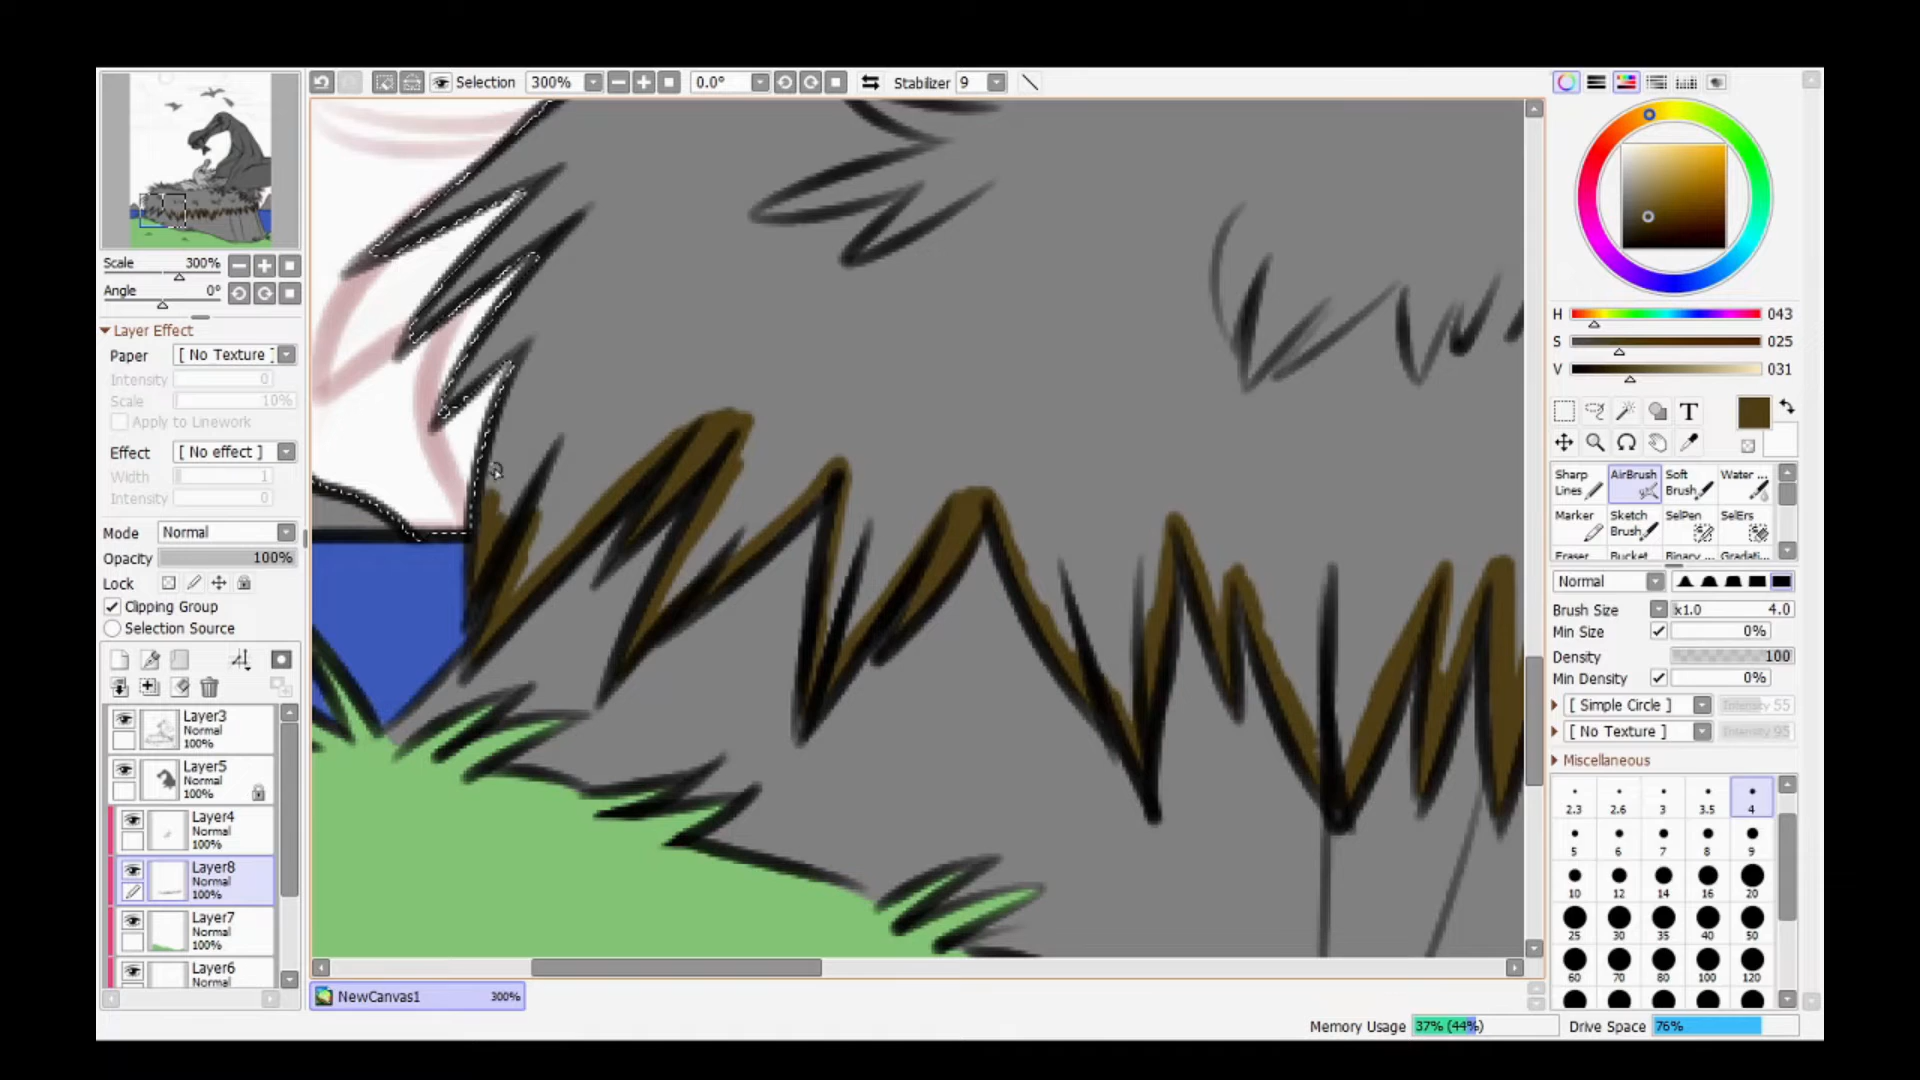 Selection 300% 0.0° Stabilizer 9
Scale 300%
Angle 0°
Layer Effect
Paper [ No Texture ]
Intensity 0
Scale 10%
Apply to Linework
Effect [ No effect ]
Width 1
Intensity 0
Mode Normal
Opacity 100%
Lock
Clipping Group
Selection Source
Layer3
Normal
100%
Layer5
Normal
100%
Layer4
Normal
100%
Layer8
Normal
100%
Layer7
Normal
100%
Layer6
Normal
NewCanvas1 300%
H 043
S 025
V 031
T
Sharp Lines AirBrush Soft Brush Water ...
Marker Sketch Brush SelPen SelErs
Eraser Bucket Binary ... Gradati...
Normal
Brush Size x1.0 4.0
Min Size 0%
Density 100
Min Density 0%
[ Simple Circle ] Intensity 55
[ No Texture ] Intensity 95
Miscellaneous
2.3 2.6 3 3.5 4
5 6 7 8 9
10 12 14 16 20
25 30 35 40 50
60 70 80 100 120
Memory Usage 37% (44%) Drive Space 76%